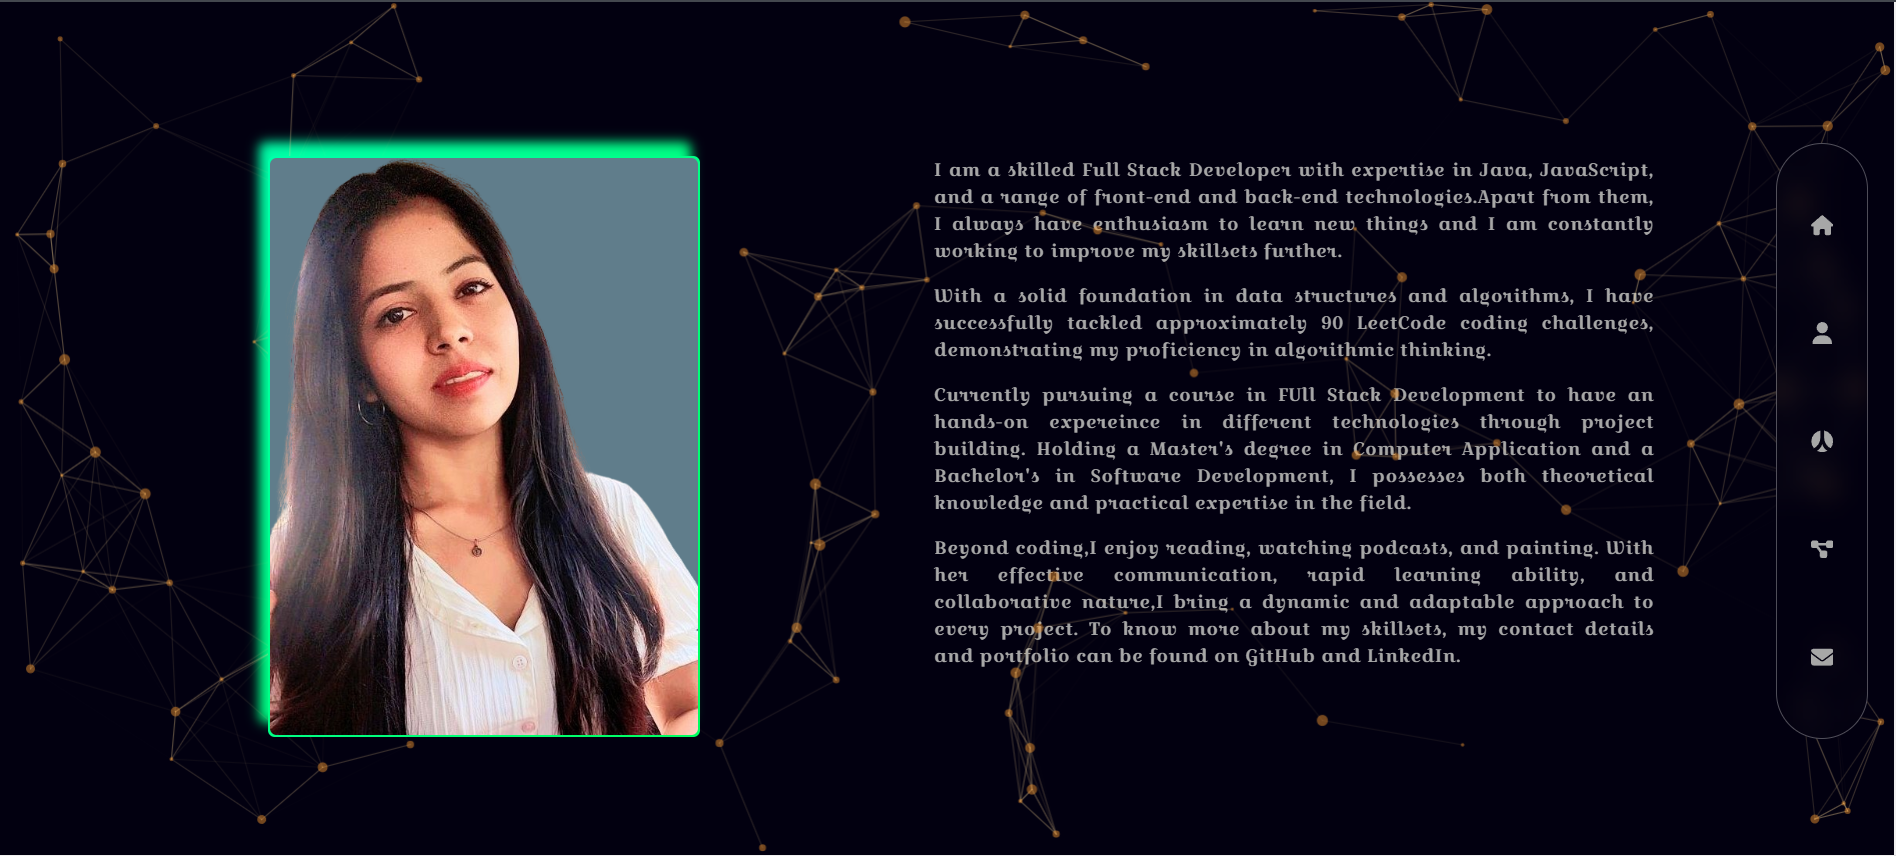 I am a skilled Full Stack Developer with expertise in Java, JavaScript,
and a range of front-end and back-end technologies.Apart from them,
I always have enthusiasm to learn new things and I am constantly
working to improve my skillsets further.
With a solid foundation in data structures and algorithms, I have
successfully tackled approximately 90 LeetCode coding challenges,
demonstrating my proficiency in algorithmic thinking.
Currently pursuing a course in FUll Stack Development to have an
hands-on expereince in different technologies through project
building. Holding a Master's degree in Computer Application and a
Bachelor's in Software Development, I possesses both theoretical
knowledge and practical expertise in the field.
Beyond coding,I enjoy reading, watching podcasts, and painting. With
her effective communication, rapid learning ability, and
collaborative nature,I bring a dynamic and adaptable approach to
every project. To know more about my skillsets, my contact details
and portfolio can be found on GitHub and LinkedIn.